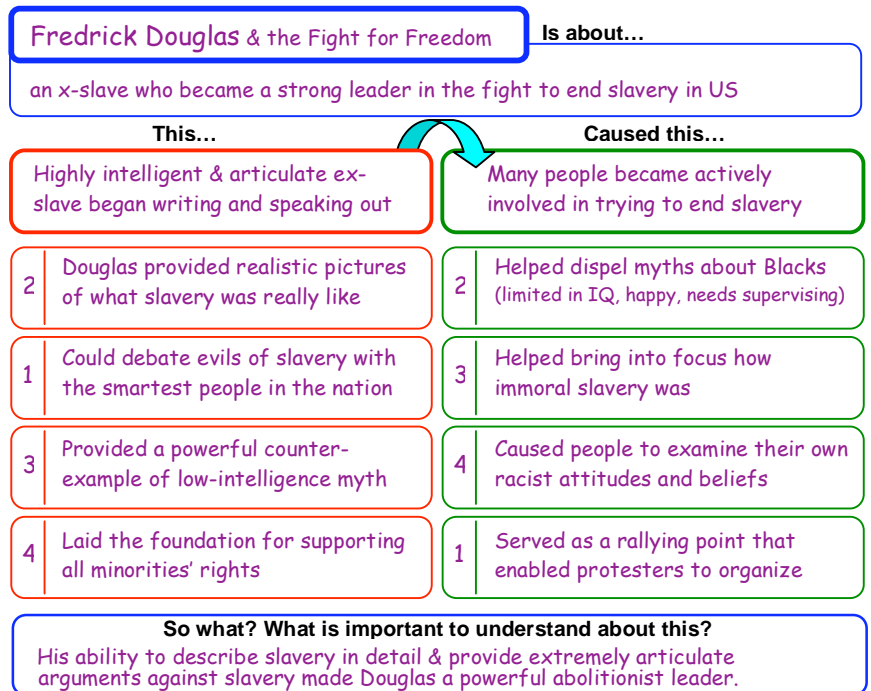 Fredrick Douglas & the Fight for Freedom
Is about...
an x-slave who became a strong leader in the fight to end slavery in US
This...
Caused this...
Highly intelligent & articulate ex-
slave began writing and speaking out
Many people became actively
involved in trying to end slavery
2
Douglas provided realistic pictures
of what slavery was really like
2
Helped dispel myths about Blacks
(limited in IQ, happy, needs supervising)
1
Could debate evils of slavery with
the smartest people in the nation
3
Helped bring into focus how
immoral slavery was
3
Provided a powerful counter-
example of low-intelligence myth
4
Caused people to examine their own
racist attitudes and beliefs
4
Laid the foundation for supporting
all minorities' rights
1
Served as a rallying point that
enabled protesters to organize
So what? What is important to understand about this?
His ability to describe slavery in detail & provide extremely articulate
arguments against slavery made Douglas a powerful abolitionist leader.